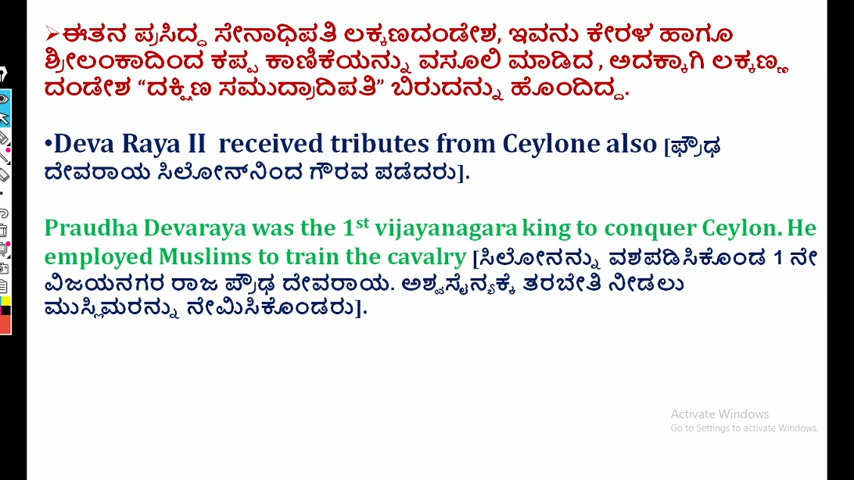 ➢ಈತನ ಪ್ರಸಿದ್ಧ ಸೇನಾಧಿಪತಿ ಲಕ್ಕಣದಂಡೇಶ, ಇವನು ಕೇರಳ ಹಾಗೂ
ಶ್ರೀಲಂಕಾದಿಂದ ಕಪ್ಪ ಕಾಣಿಕೆಯನ್ನು ವಸೂಲಿ ಮಾಡಿದ , ಅದಕ್ಕಾಗಿ ಲಕ್ಕಣ್ಣ
ದಂಡೇಶ “ದಕ್ಷಿಣ ಸಮುದ್ರಾದಿಪತಿ” ಬಿರುದನ್ನು ಹೊಂದಿದ್ದ.
•Deva Raya II received tributes from Ceylone also [ಫ್ರೌಢ
ದೇವರಾಯ ಸಿಲೋನ್‌ನಿಂದ ಗೌರವ ಪಡೆದರು].
Praudha Devaraya was the 1st vijayanagara king to conquer Ceylon. He
employed Muslims to train the cavalry [ಸಿಲೋನನ್ನು ವಶಪಡಿಸಿಕೊಂಡ 1 ನೇ
ವಿಜಯನಗರ ರಾಜ ಪ್ರೌಢ ದೇವರಾಯ. ಅಶ್ವಸೈನ್ಯಕ್ಕೆ ತರಬೇತಿ ನೀಡಲು
ಮುಸ್ಲಿಮರನ್ನು ನೇಮಿಸಿಕೊಂಡರು].
Activate Windows
Go to Settings to activate Windows.